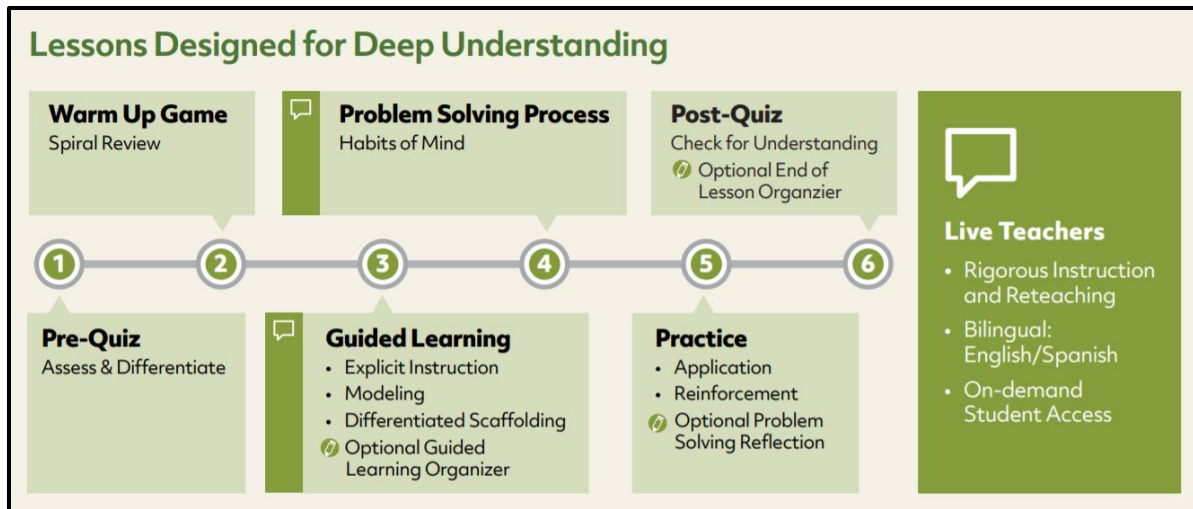 Lessons Designed for Deep Understanding
Warm Up Game
Spiral Review
Problem Solving Process
Habits of Mind
Post-Quiz
Check for Understanding
Optional End of
Lesson Organzier
1
2
3
4
5
6
Pre-Quiz
Assess & Differentiate
Guided Learning
• Explicit Instruction
• Modeling
• Differentiated Scaffolding
Optional Guided
Learning Organizer
Practice
• Application
• Reinforcement
Optional Problem
Solving Reflection
Live Teachers
• Rigorous Instruction
and Reteaching
• Bilingual:
English/Spanish
• On-demand
Student Access